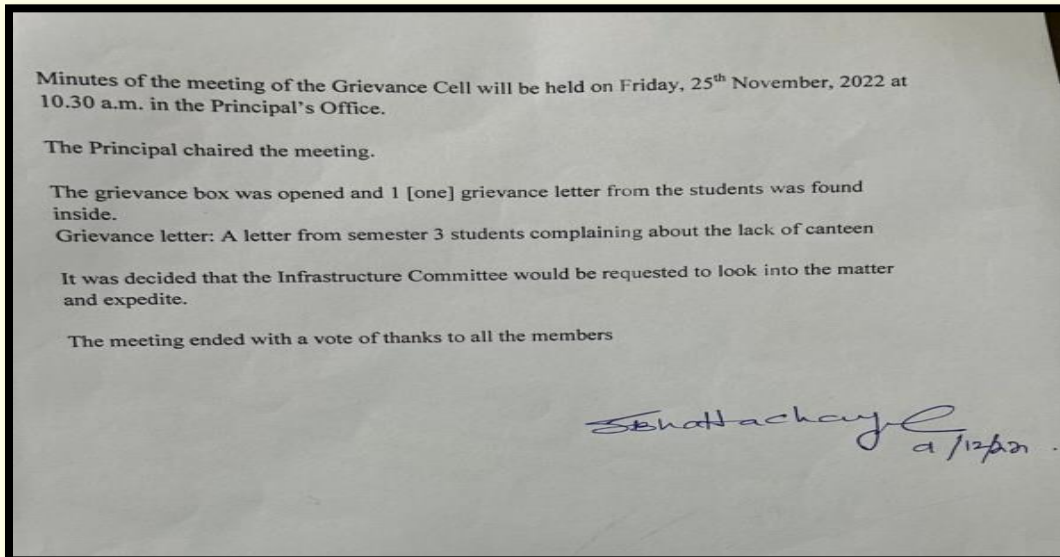 Minutes of the meeting of the Grievance Cell will be held on Friday, 25th November, 2022 at
10.30 a.m. in the Principal's Office.
The Principal chaired the meeting.
The grievance box was opened and 1 [one] grievance letter from the students was found
inside.
Grievance letter: A letter from semester 3 students complaining about the lack of canteen
It was decided that the Infrastructure Committee would be requested to look into the matter
and expedite.
The meeting ended with a vote of thanks to all the members